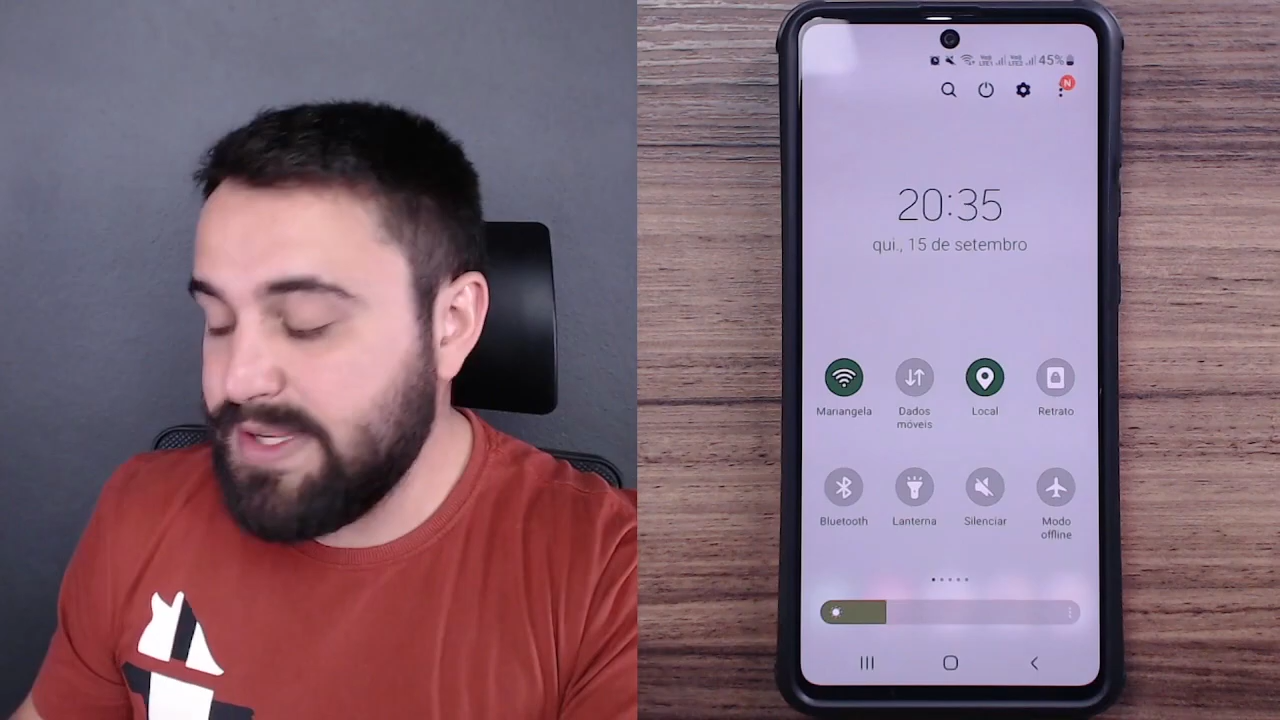 45%
N
20:35
qui., 15 de setembro
Mariangela
Dados
móveis
Local
Retrato
Bluetooth
Lanterna
Silenciar
Modo
offline